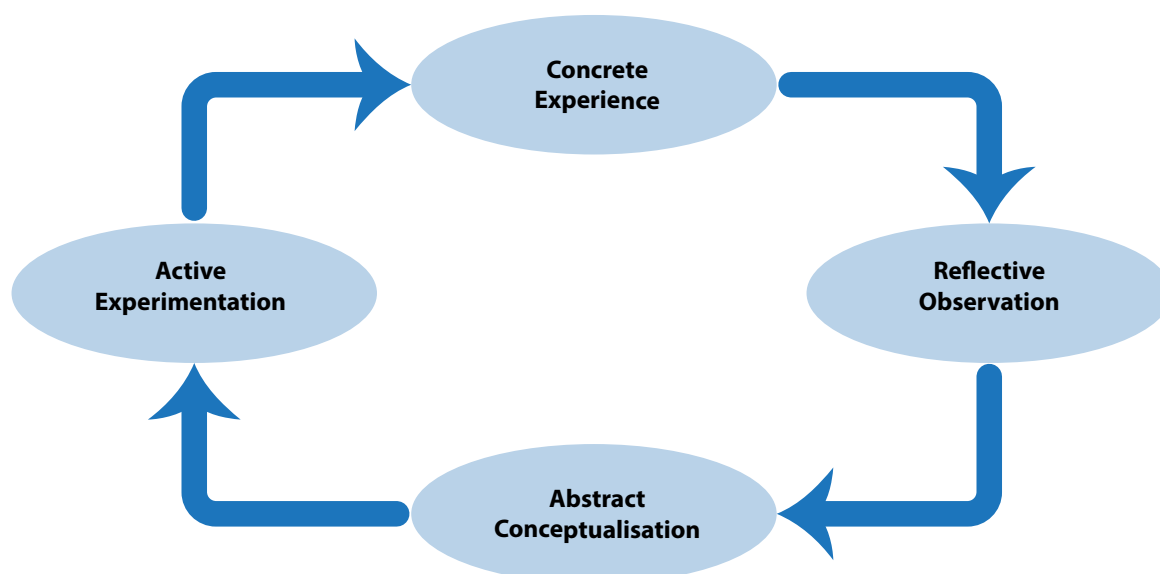 Concrete
Experience
Reflective
Observation
Abstract
Conceptualisation
Active
Experimentation